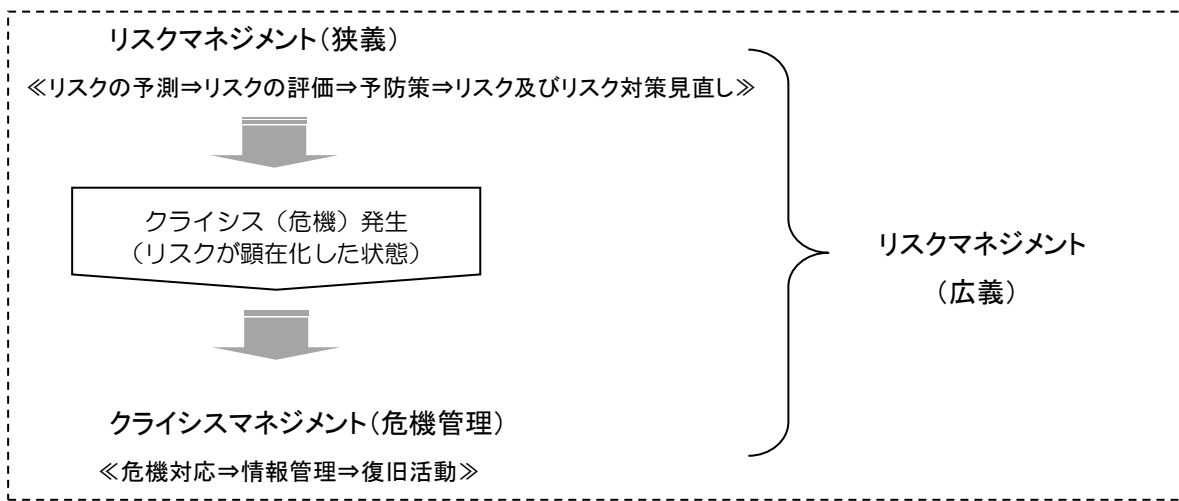 リスクマネジメント（狭義）
≪リスクの予測⇒リスクの評価⇒予防策⇒リスク及びリスク対策見直し≫
クライシス（危機）発生
（リスクが顕在化した状態）
リスクマネジメント
（広義）
クライシスマネジメント（危機管理）
≪危機対応⇒情報管理⇒復旧活動≫